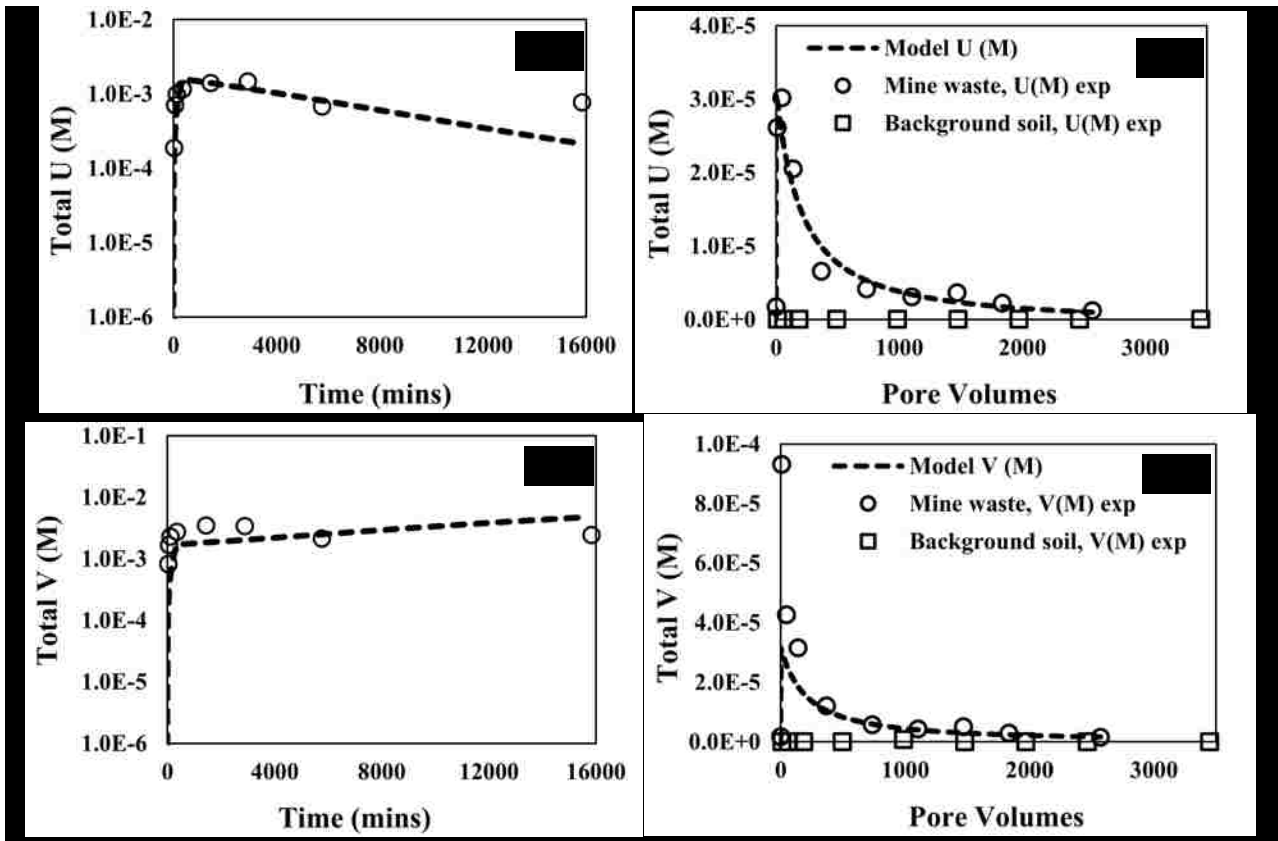 1.0E-2
1.0E-3
1.0E-4
1.0E-5
1.0E-6
Total U (M)
0 4000 8000 12000 16000
Time (mins)
4.0E-5
3.0E-5
2.0E-5
1.0E-5
0.0E+0
Total U (M)
Model U (M)
Mine waste, U(M) exp
Background soil, U(M) exp
0 1000 2000 3000
Pore Volumes
1.0E-1
1.0E-2
1.0E-3
1.0E-4
1.0E-5
1.0E-6
Total V (M)
0 4000 8000 12000 16000
Time (mins)
1.0E-4
8.0E-5
6.0E-5
4.0E-5
2.0E-5
0.0E+0
Total V (M)
Model V (M)
Mine waste, V(M) exp
Background soil, V(M) exp
0 1000 2000 3000
Pore Volumes